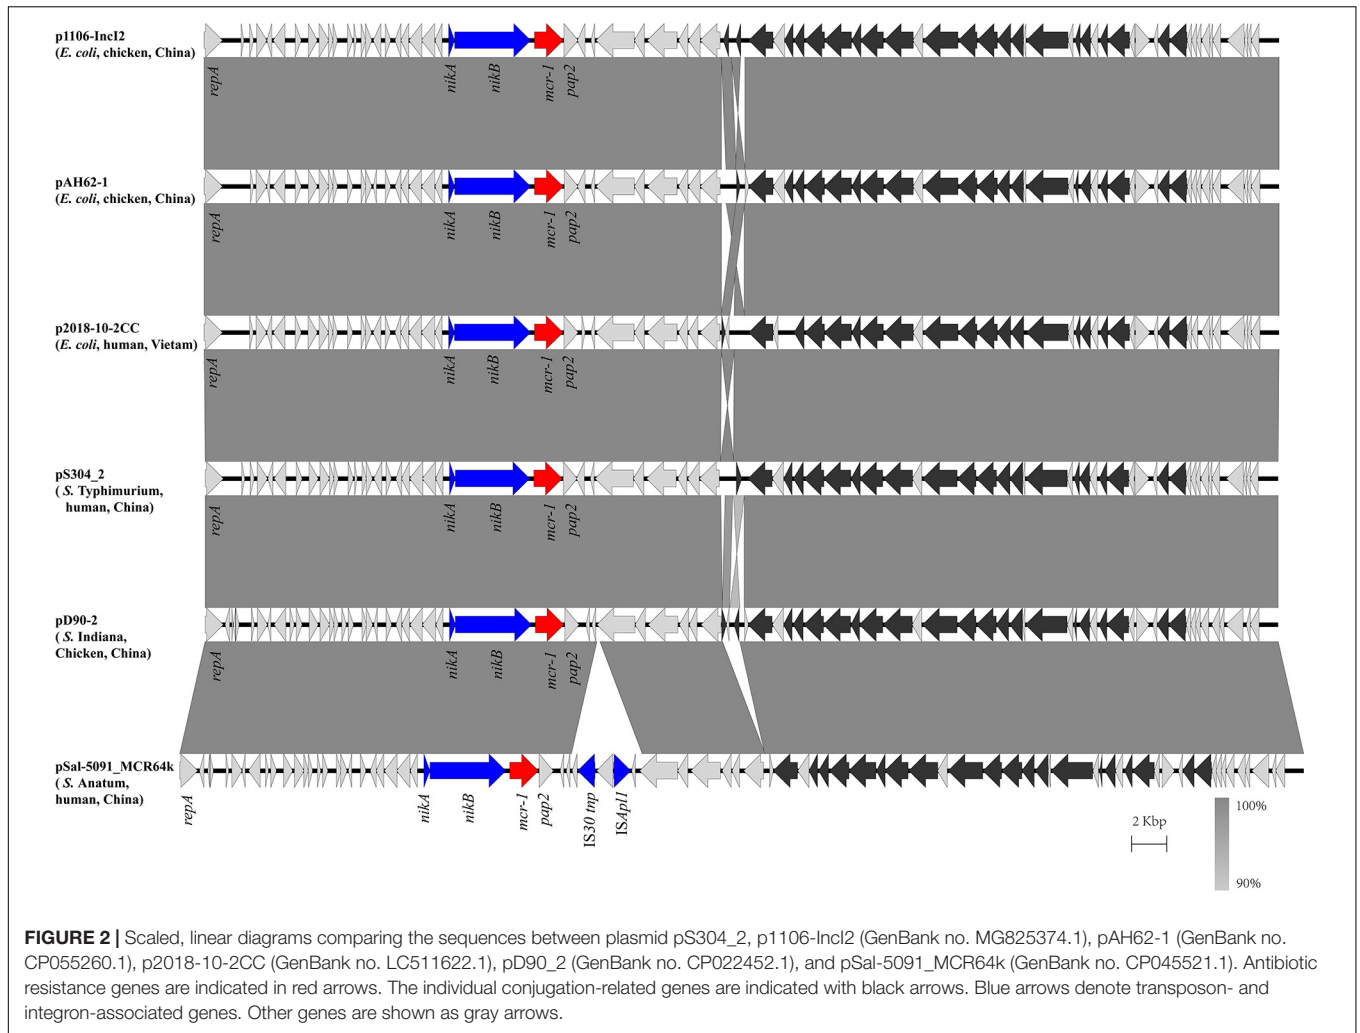 p1106-IncI2
(E. coli, chicken, China)
repA
nikA
nikB
mcr-1
pap2
pAH62-1
(E. coli, chicken, China)
repA
nikA
nikB
mcr-1
pap2
p2018-10-2CC
(E. coli, human, Vietam)
repA
nikA
nikB
mcr-1
pap2
pS304_2
( S. Typhimurium,
human, China)
repA
nikA
nikB
mcr-1
pap2
pD90-2
( S. Indiana,
Chicken, China)
repA
nikA
nikB
mcr-1
pap2
pSal-5091_MCR64k
( S. Anatum,
human, China)
repA
nikA
nikB
mcr-1
pap2
IS30 tnp
ISApl1
2 Kbp
100%
90%
FIGURE 2 | Scaled, linear diagrams comparing the sequences between plasmid pS304_2, p1106-IncI2 (GenBank no. MG825374.1), pAH62-1 (GenBank no.
CP055260.1), p2018-10-2CC (GenBank no. LC511622.1), pD90_2 (GenBank no. CP022452.1), and pSal-5091_MCR64k (GenBank no. CP045521.1). Antibiotic
resistance genes are indicated in red arrows. The individual conjugation-related genes are indicated with black arrows. Blue arrows denote transposon- and
integron-associated genes. Other genes are shown as gray arrows.